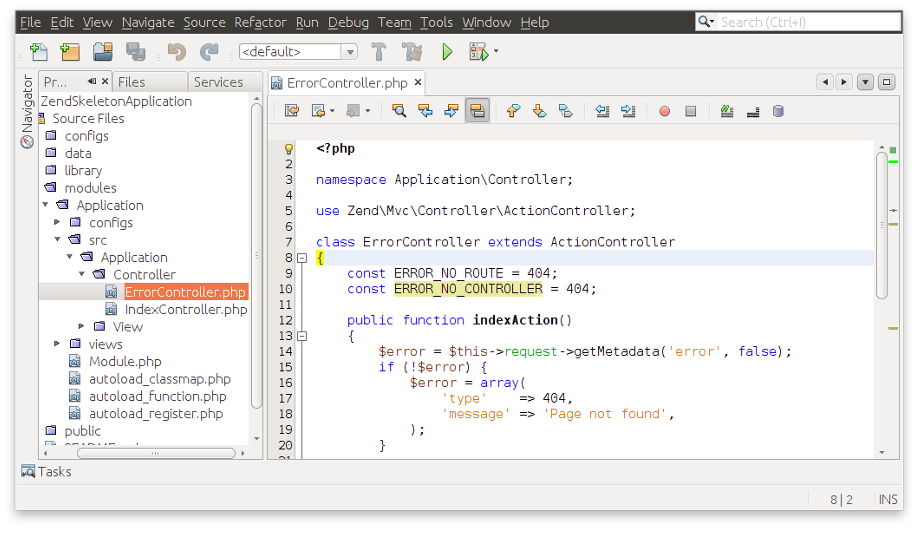 File Edit View Navigate Source Refactor Run Debug Team Tools Window Help Search (Ctrl+I)
<default>
Navigator
Pr... Files Services
ZendSkeletonApplication
Source Files
configs
data
library
modules
Application
configs
src
Application
Controller
ErrorController.php
IndexController.php
View
views
Module.php
autoload_classmap.php
autoload_function.php
autoload_register.php
public
ErrorController.php
<?php
2
3 namespace Application\Controller;
4
5 use Zend\Mvc\Controller\ActionController;
6
7 class ErrorController extends ActionController
8 {
9 const ERROR_NO_ROUTE = 404;
10 const ERROR_NO_CONTROLLER = 404;
11
12 public function indexAction()
13 {
14 $error = $this->request->getMetadata('error', false);
15 if (!$error) {
16 $error = array(
17 'type' => 404,
18 'message' => 'Page not found',
19 );
20 }
Tasks
8|2 INS